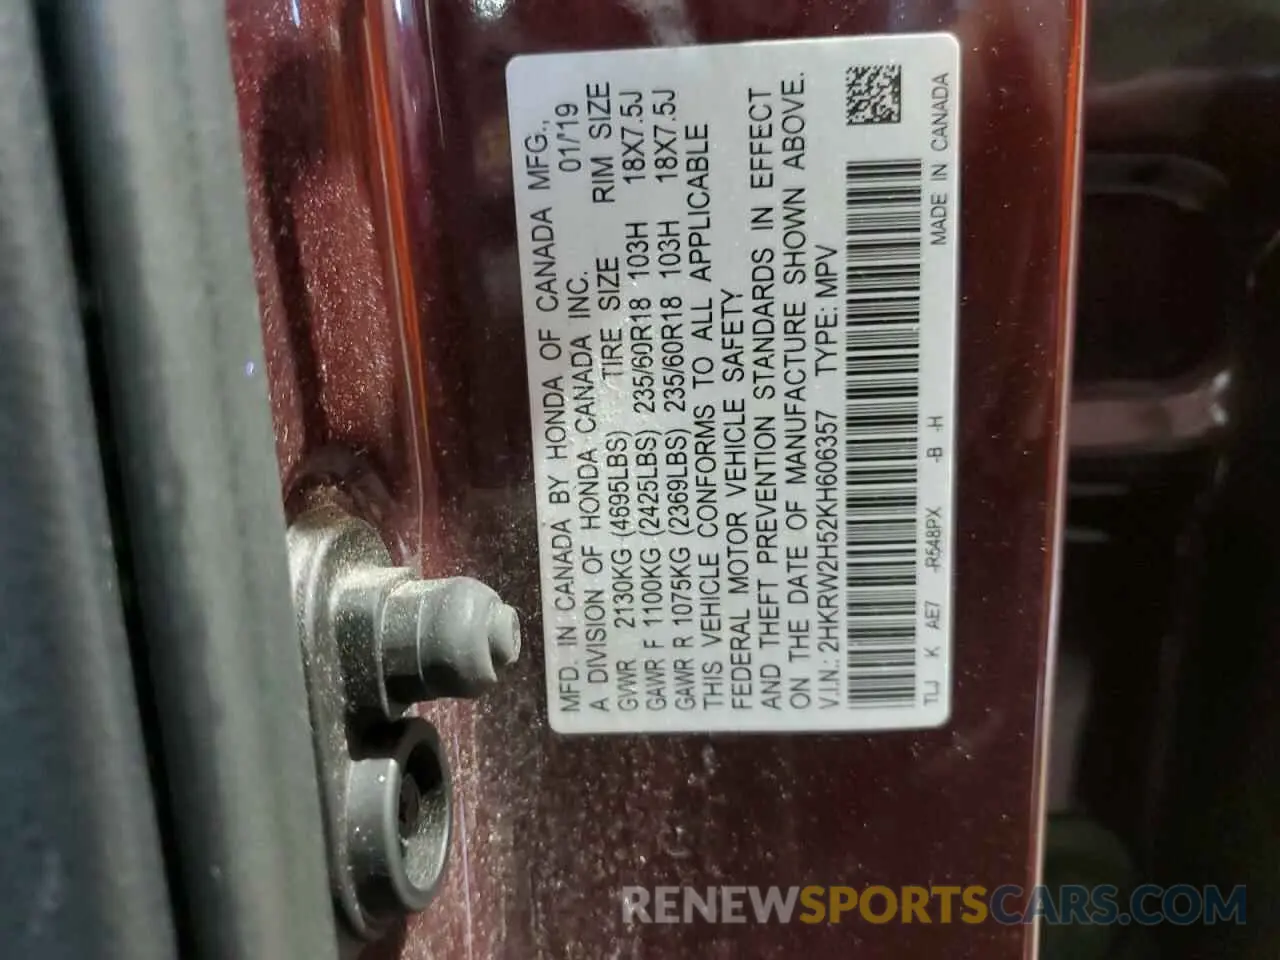 MFD. IN CANADA BY HONDA OF CANADA MFG.,
A DIVISION OF HONDA CANADA INC. 01/'19
GVWR 2130KG (4695LBS) TIRE SIZE RIM SIZE
GAWR F 1100KG (2425LBS) 235/60R18 103H 18X7.5J
GAWR R 1075KG (2369LBS) 235/60R18 103H 18X7.5J
THIS VEHICLE CONFORMS TO ALL APPLICABLE
FEDERAL MOTOR VEHICLE SAFETY
AND THEFT PREVENTION STANDARDS IN EFFECT
ON THE DATE OF MANUFACTURE SHOWN ABOVE.
V.I.N.: 2HKRW2H52KH606357 TYPE: MPV
TLJ K AE7 -R548PX -B -H MADE IN CANADA
RENEWSPORTSCARS.COM